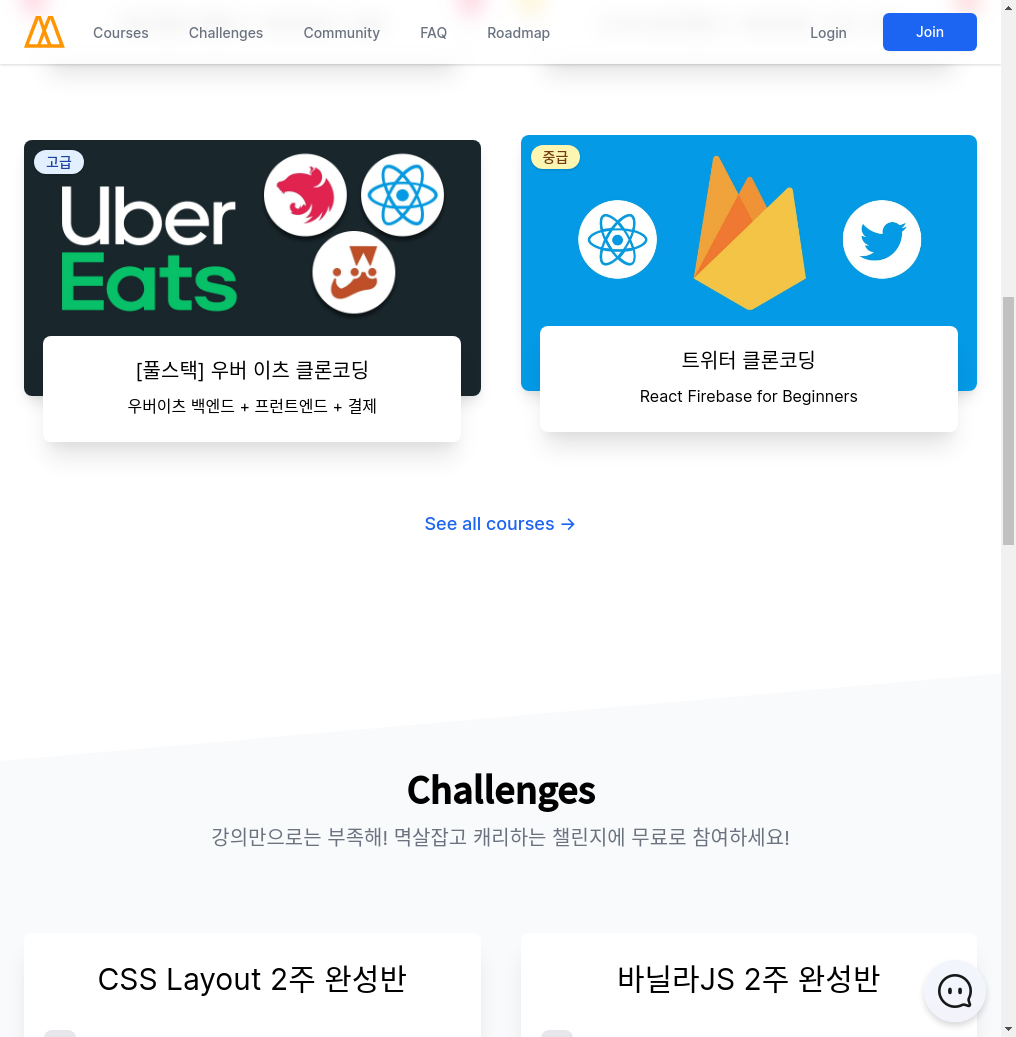 Courses
Challenges
Community
FAQ
Roadmap
Login
Join
고급
Uber
Eats
[풀스택] 우버 이츠 클론코딩
우버이츠 백엔드 + 프런트엔드 + 결제
중급
트위터 클론코딩
React Firebase for Beginners
See all courses →
Challenges
강의만으로는 부족해! 멱살잡고 캐리하는 챌린지에 무료로 참여하세요!
CSS Layout 2주 완성반
바닐라JS 2주 완성반